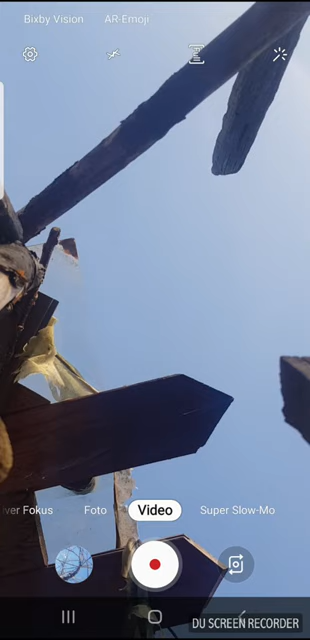 Bixby Vision AR-Emoji
ver Fokus Foto Video Super Slow-Mo
DU SCREEN RECORDER